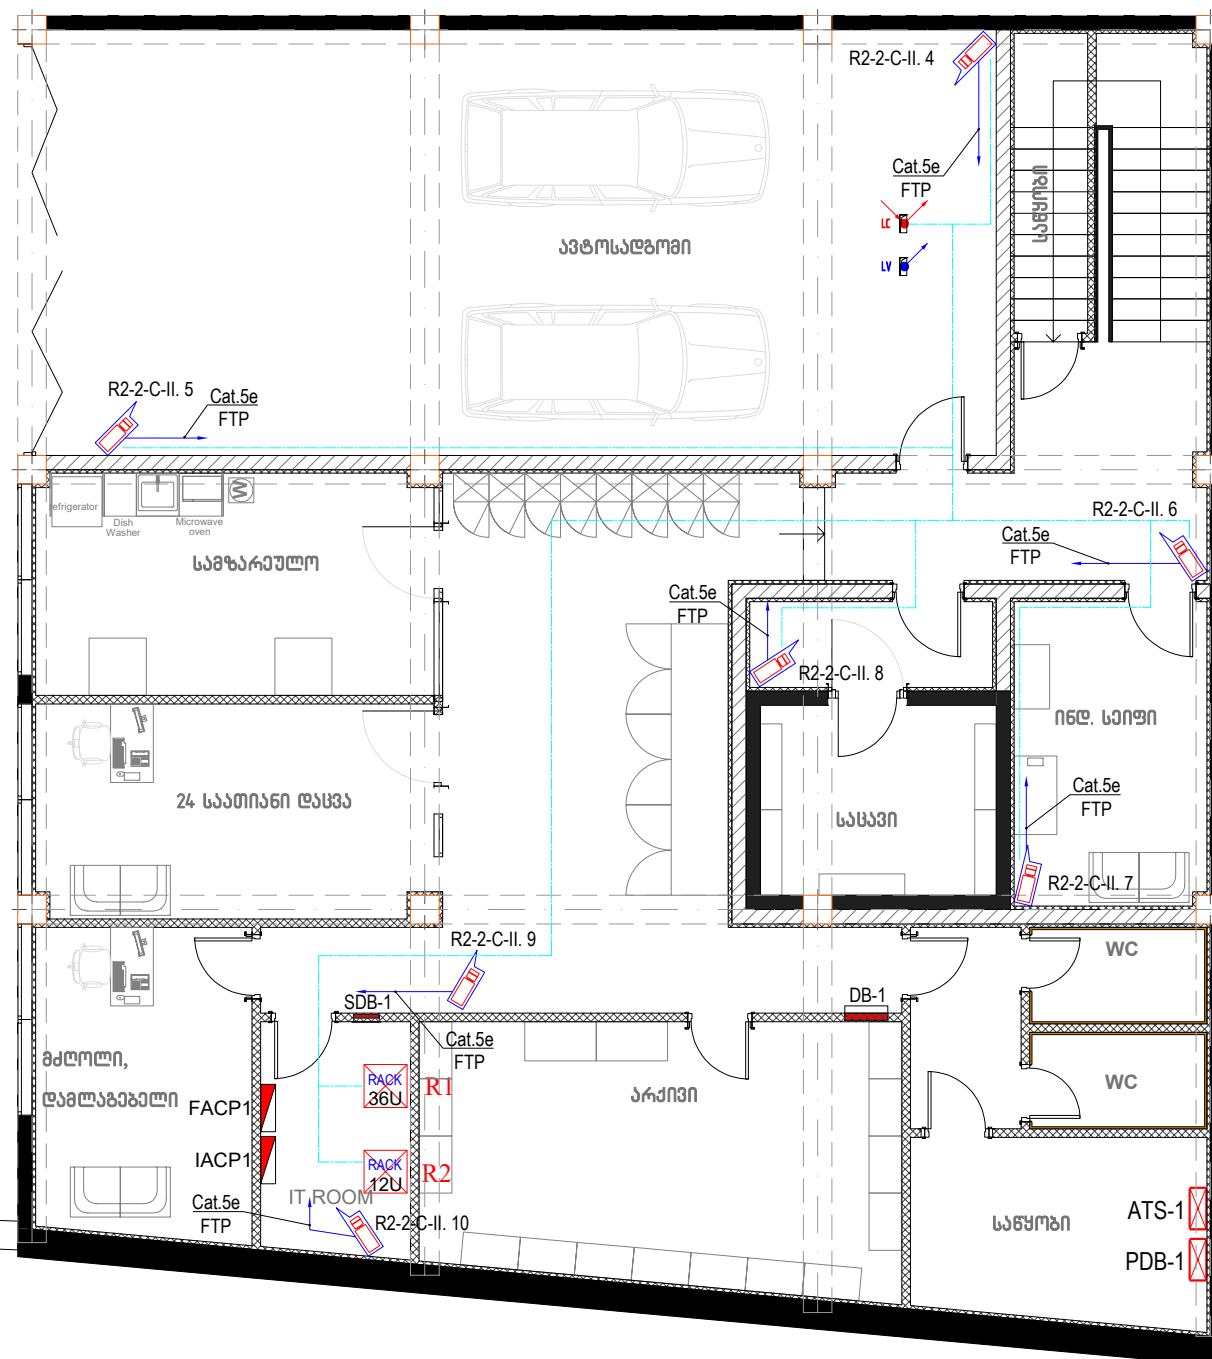 R2-2-C-II. 4
Cat.5e
FTP
LC
LV
ავტოსადგომი
საწყობი
R2-2-C-II. 5
Cat.5e
FTP
efrigerator
Dish
Washer
Microwave
oven
W
სამზარეულო
R2-2-C-II. 6
Cat.5e
FTP
Cat.5e
FTP
R2-2-C-II. 8
ინდ. სეიფი
24 საათიანი დაცვა
საცავი
Cat.5e
FTP
R2-2-C-II. 7
R2-2-C-II. 9
SDB-1
DB-1
Cat.5e
FTP
WC
WC
მძღოლი,
დამლაგებელი
FACP1
IACP1
RACK
36U
R1
RACK
12U
R2
არქივი
IT ROOM
Cat.5e
FTP
R2-2-C-II. 10
საწყობი
ATS-1
PDB-1